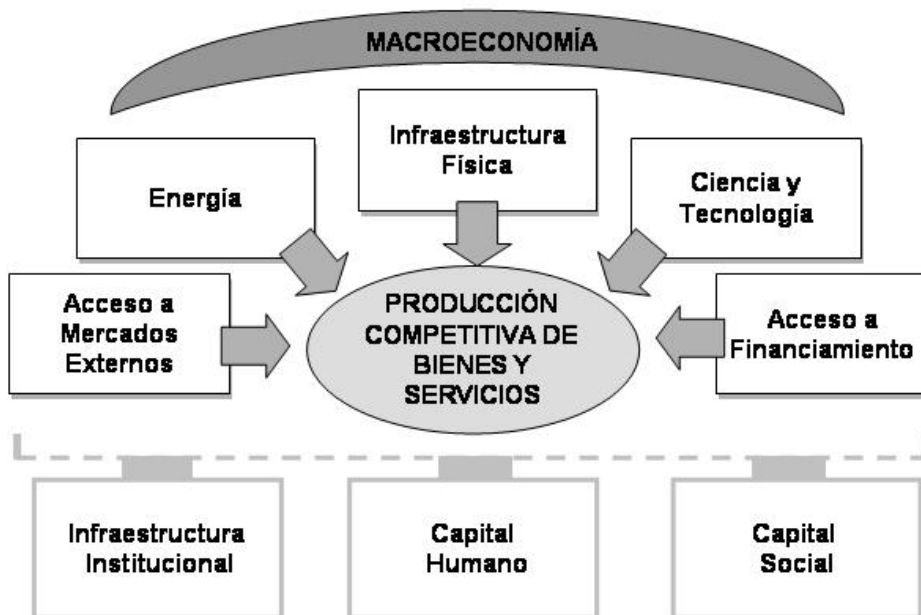 MACROECONOMÍA
Infraestructura
Física
Energía
Ciencia y
Tecnología
Acceso a
Mercados
Externos
PRODUCCIÓN
COMPETITIVA DE
BIENES Y
SERVICIOS
Acceso a
Financiamiento
Infraestructura
Institucional
Capital
Humano
Capital
Social